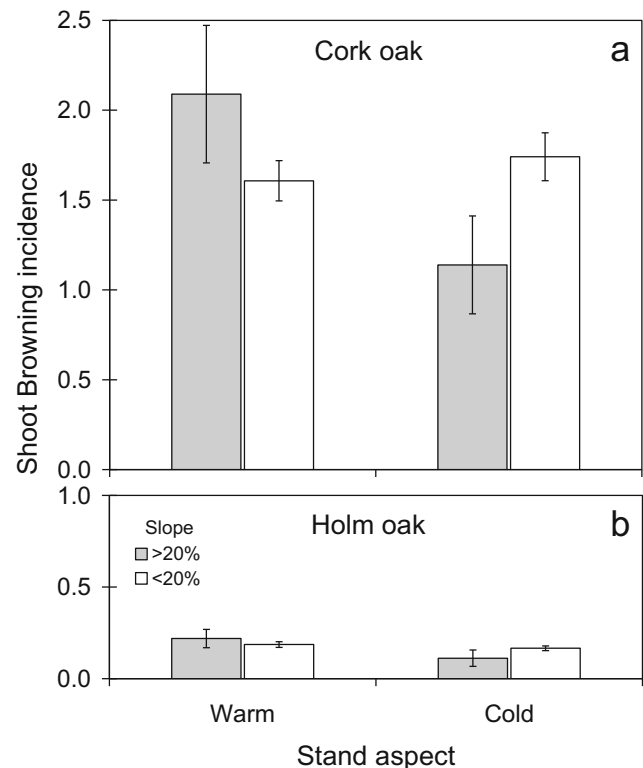 Cork oak
a
Shoot Browning incidence
2.5
2.0
1.5
1.0
0.5
0.0
Holm oak
b
Slope
>20%
<20%
1.0
0.5
0.0
Warm
Cold
Stand aspect